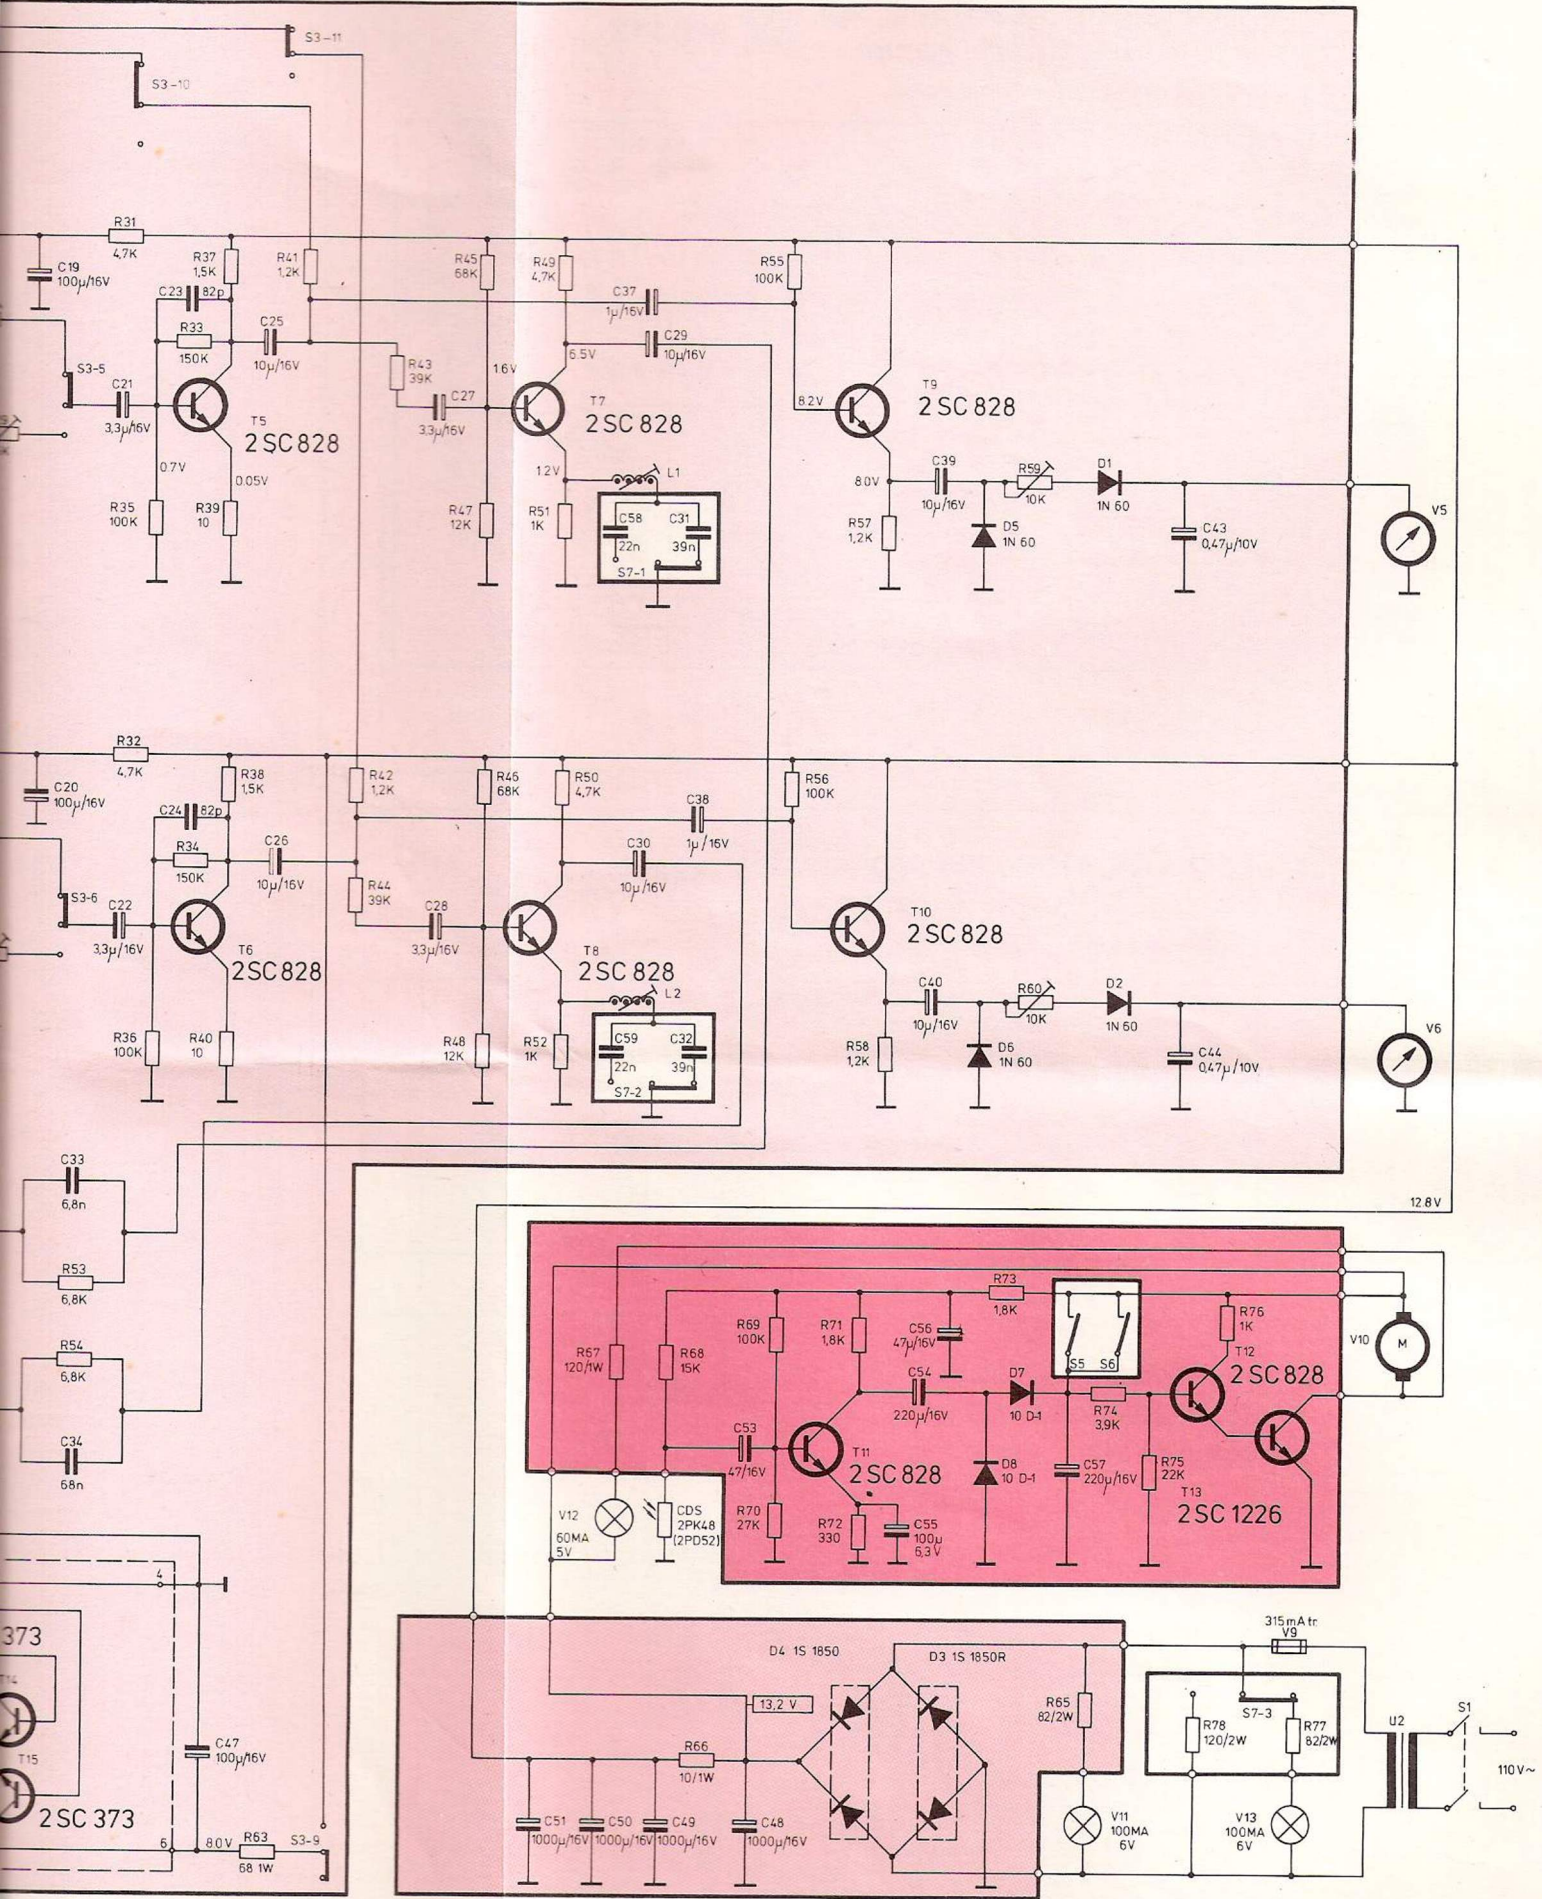 S3-11
S3-10
R31
4,7K
C19
100µ/16V
R37
1,5K
R41
1,2K
C23
82p
R33
150K
C25
10µ/16V
S3-5
C21
3,3µ/16V
T5
2SC828
0.7V
0.05V
R35
100K
R39
10
R43
39K
C27
3,3µ/16V
R45
68K
R49
4,7K
1.6V
6.5V
C37
1µ/16V
C29
10µ/16V
T7
2SC828
1.2V
L1
R47
12K
R51
1K
C58
22n
C31
39n
S7-1
R55
100K
T9
2SC828
8.2V
8.0V
C39
10µ/16V
R59
10K
D1
1N 60
R57
1,2K
D5
1N 60
C43
0,47µ/10V
V5
R32
4,7K
C20
100µ/16V
R38
1,5K
R42
1,2K
C24
82p
R34
150K
C26
10µ/16V
S3-6
C22
3,3µ/16V
T6
2SC828
R36
100K
R40
10
R44
39K
C28
3,3µ/16V
R46
68K
R50
4,7K
C38
1µ/16V
C30
10µ/16V
T8
2SC828
L2
R48
12K
R52
1K
C59
22n
C32
39n
S7-2
R56
100K
T10
2SC828
C40
10µ/16V
R60
10K
D2
1N 60
R58
1,2K
D6
1N 60
C44
0,47µ/10V
V6
C33
6,8n
R53
6,8K
R54
6,8K
C34
68n
12.8V
R67
120/1W
R68
15K
R69
100K
R71
1,8K
C56
47µ/16V
R73
1,8K
S5
S6
R76
1K
V10
M
T12
2SC828
C54
220µ/16V
D7
10 D-1
R74
3,9K
C53
47/16V
T11
2SC828
D8
10 D-1
C57
220µ/16V
R75
22K
T13
2SC1226
R70
27K
R72
330
C55
100µ
6,3V
V12
60MA
5V
CDS
2PK48
(2PD52)
4
373
T14
T15
2SC373
C47
100µ/16V
6
8.0V
R63
68 1W
S3-9
D4 1S 1850
D3 1S 1850R
13,2 V
R66
10/1W
C51
1000µ/16V
C50
1000µ/16V
C49
1000µ/16V
C48
1000µ/16V
R65
82/2W
315mA tr.
V9
S7-3
R78
120/2W
R77
82/2W
V11
100MA
6V
V13
100MA
6V
U2
S1
110V~